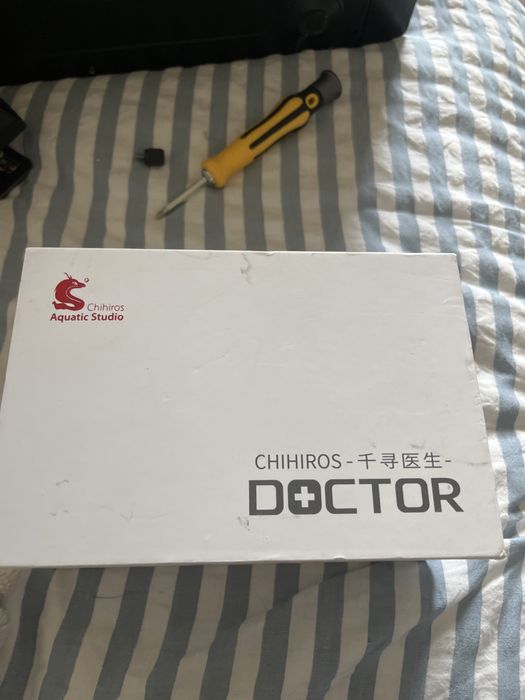 Chihiros
Aquatic Studio
CHIHIROS -千寻医生-
DOCTOR